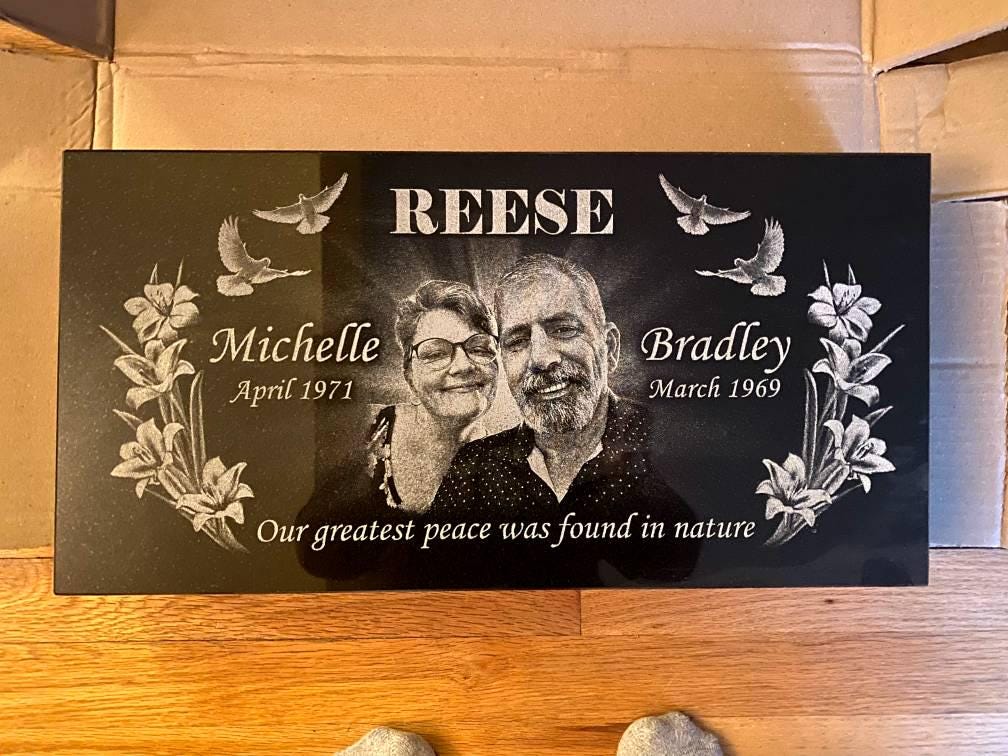 REESE
Michelle
April 1971
Bradley
March 1969
Our greatest peace was found in nature